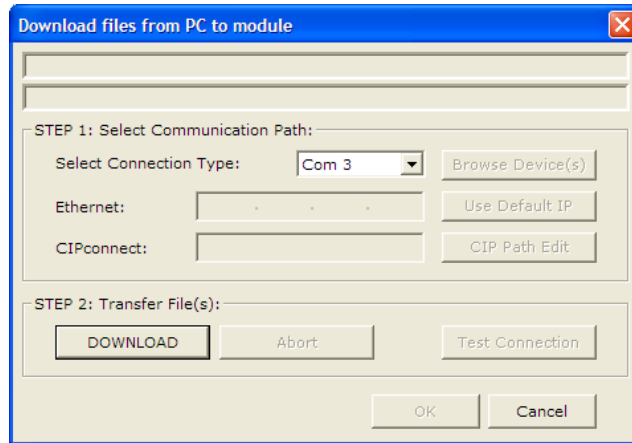 Download files from PC to module
STEP 1: Select Communication Path:
Select Connection Type: Com 3 Browse Device(s)
Ethernet: . . . Use Default IP
CIPconnect: CIP Path Edit
STEP 2: Transfer File(s):
DOWNLOAD Abort Test Connection
OK Cancel